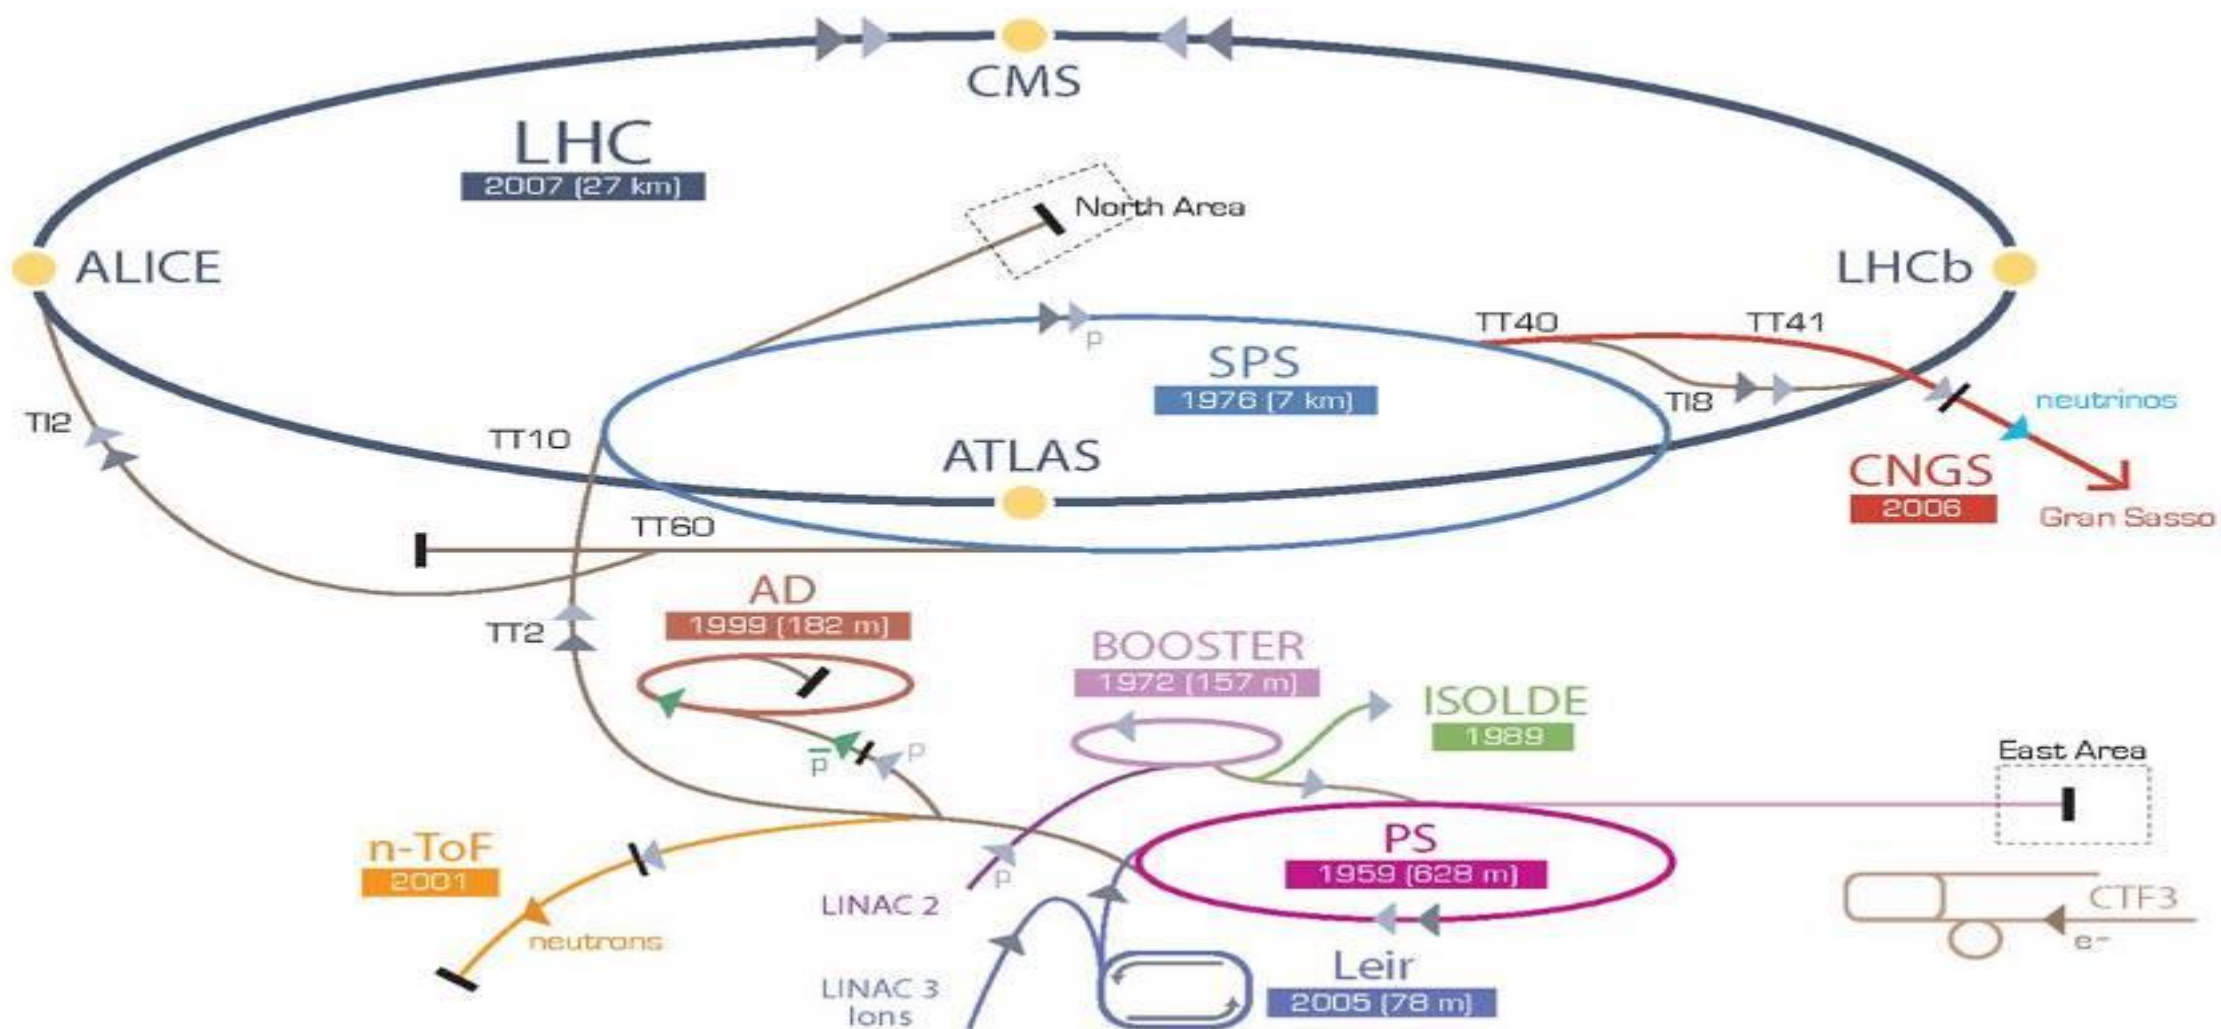 CMS
LHC
2007 (27 km)
North Area
ALICE
LHCb
TT40
TT41
p
SPS
1976 (7 km)
TI8
neutrinos
TI2
TT10
ATLAS
CNGS
2006
Gran Sasso
TT60
AD
1999 (182 m)
TT2
BOOSTER
1972 (157 m)
ISOLDE
1989
p̅
p
East Area
n-ToF
2001
PS
1959 (628 m)
p
LINAC 2
CTF3
neutrons
e-
Leir
2005 (78 m)
LINAC 3
Ions